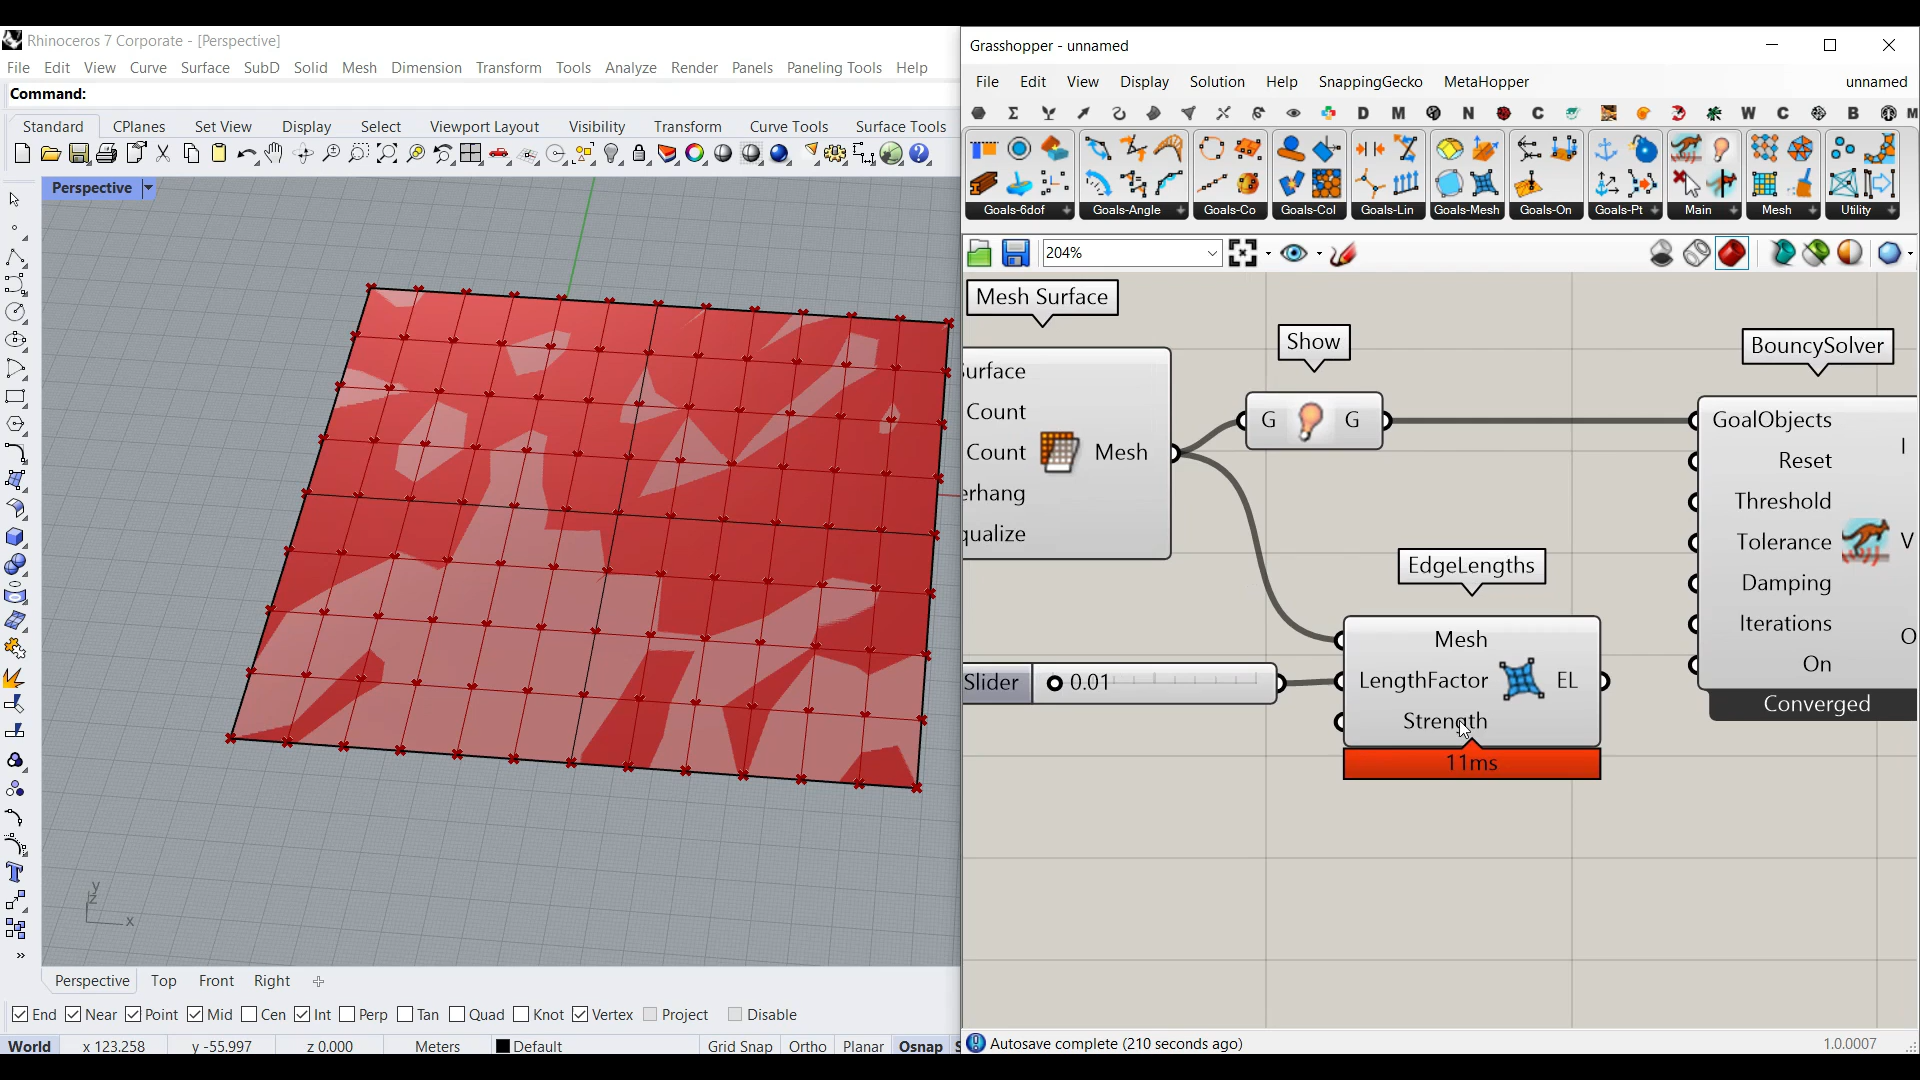 Rhinoceros 7 Corporate - [Perspective]
File Edit View Curve Surface SubD Solid Mesh Dimension Transform Tools Analyze Render Panels Paneling Tools Help
Command:
Standard CPlanes Set View Display Select Viewport Layout Visibility Transform Curve Tools Surface Tools
Perspective
y
z
x
Perspective Top Front Right
End Near Point Mid Cen Int Perp Tan Quad Knot Vertex Project Disable
World x 123.258 y -55.997 z 0.000 Meters Default Grid Snap Ortho Planar Osnap S
Grasshopper - unnamed
File Edit View Display Solution Help SnappingGecko MetaHopper unnamed
D M N C W C B M
Goals-6dof Goals-Angle Goals-Co Goals-Col Goals-Lin Goals-Mesh Goals-On Goals-Pt Main Mesh Utility
204%
Mesh Surface
Show
BouncySolver
urface
Count
Count
erhang
qualize
Mesh
G G
GoalObjects
Reset
Threshold
Tolerance
Damping
Iterations
On
I
V
O
Converged
EdgeLengths
Mesh
LengthFactor
Strength
EL
11ms
Slider 0.01
Autosave complete (210 seconds ago)
1.0.0007